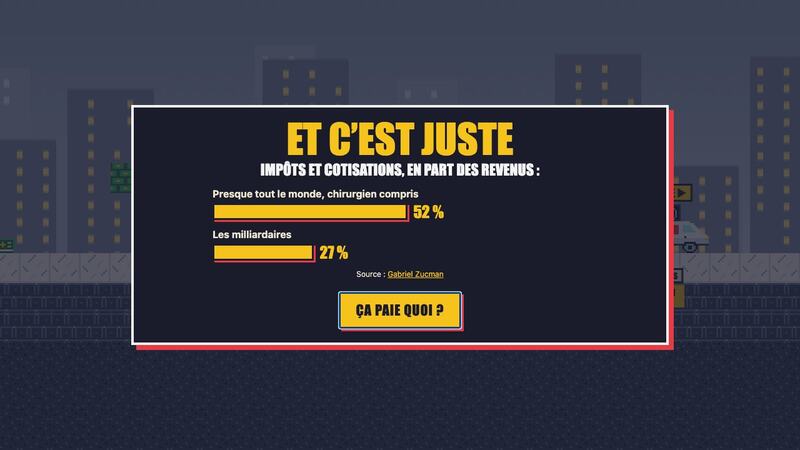 ET C'EST JUSTE
IMPÔTS ET COTISATIONS, EN PART DES REVENUS :
Presque tout le monde, chirurgien compris
52 %
Les milliardaires
27 %
Source : Gabriel Zucman
ÇA PAIE QUOI ?